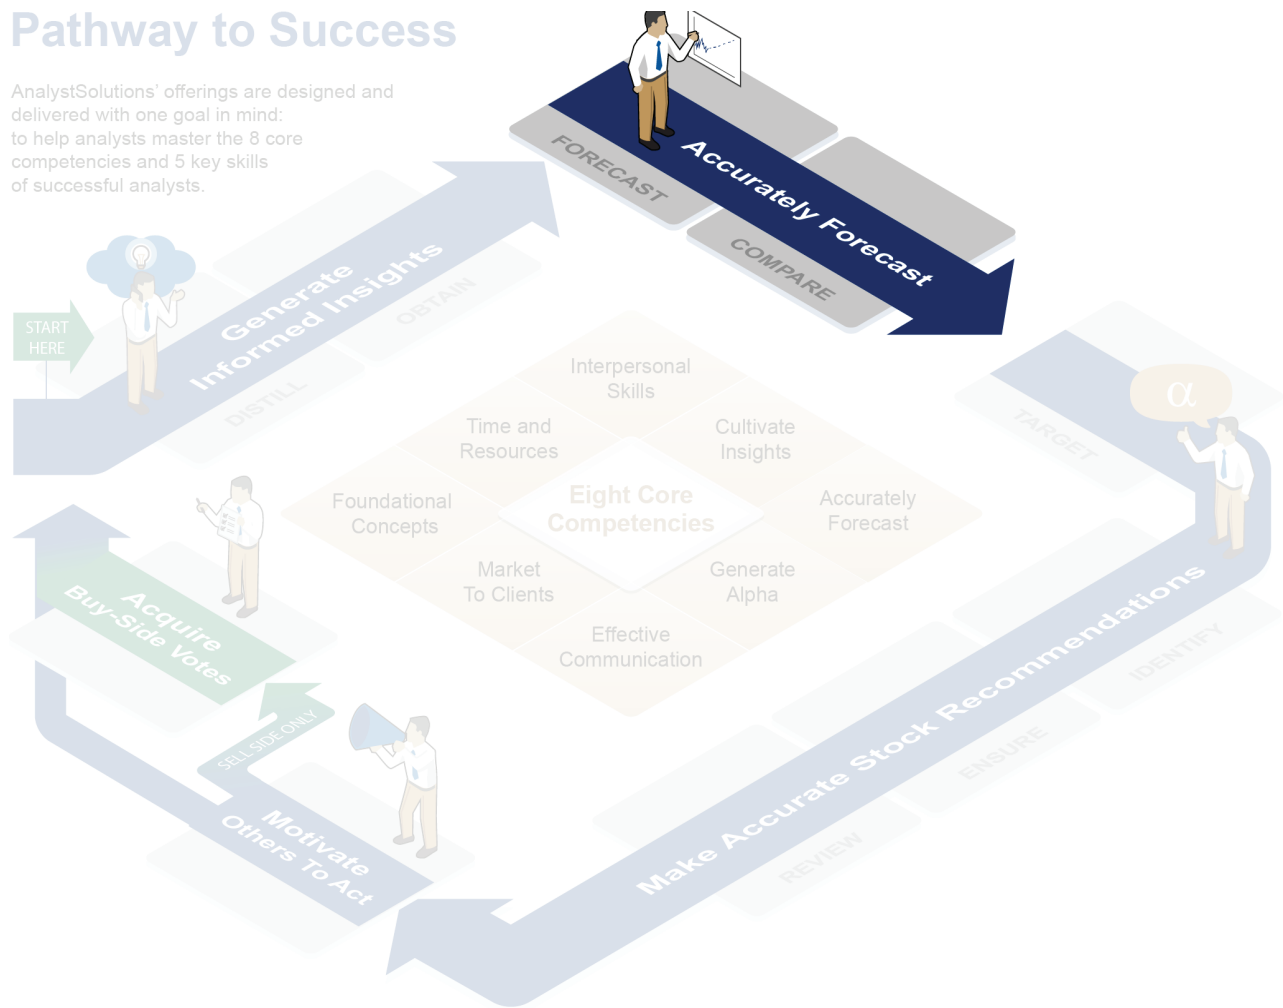 Pathway to Success
AnalystSolutions’ offerings are designed and
delivered with one goal in mind:
to help analysts master the 8 core
competencies and 5 key skills
of successful analysts.
FORECAST
Accurately Forecast
COMPARE
START
HERE
Generate
Informed Insights
OBTAIN
DISTILL
Interpersonal
Skills
Time and
Resources
Cultivate
Insights
Foundational
Concepts
Eight Core
Competencies
Accurately
Forecast
Market
To Clients
Generate
Alpha
Effective
Communication
TARGET
α
Make Accurate Stock Recommendations
IDENTIFY
ENSURE
REVIEW
Acquire
Buy-Side Votes
SELL SIDE ONLY
Motivate
Others To Act